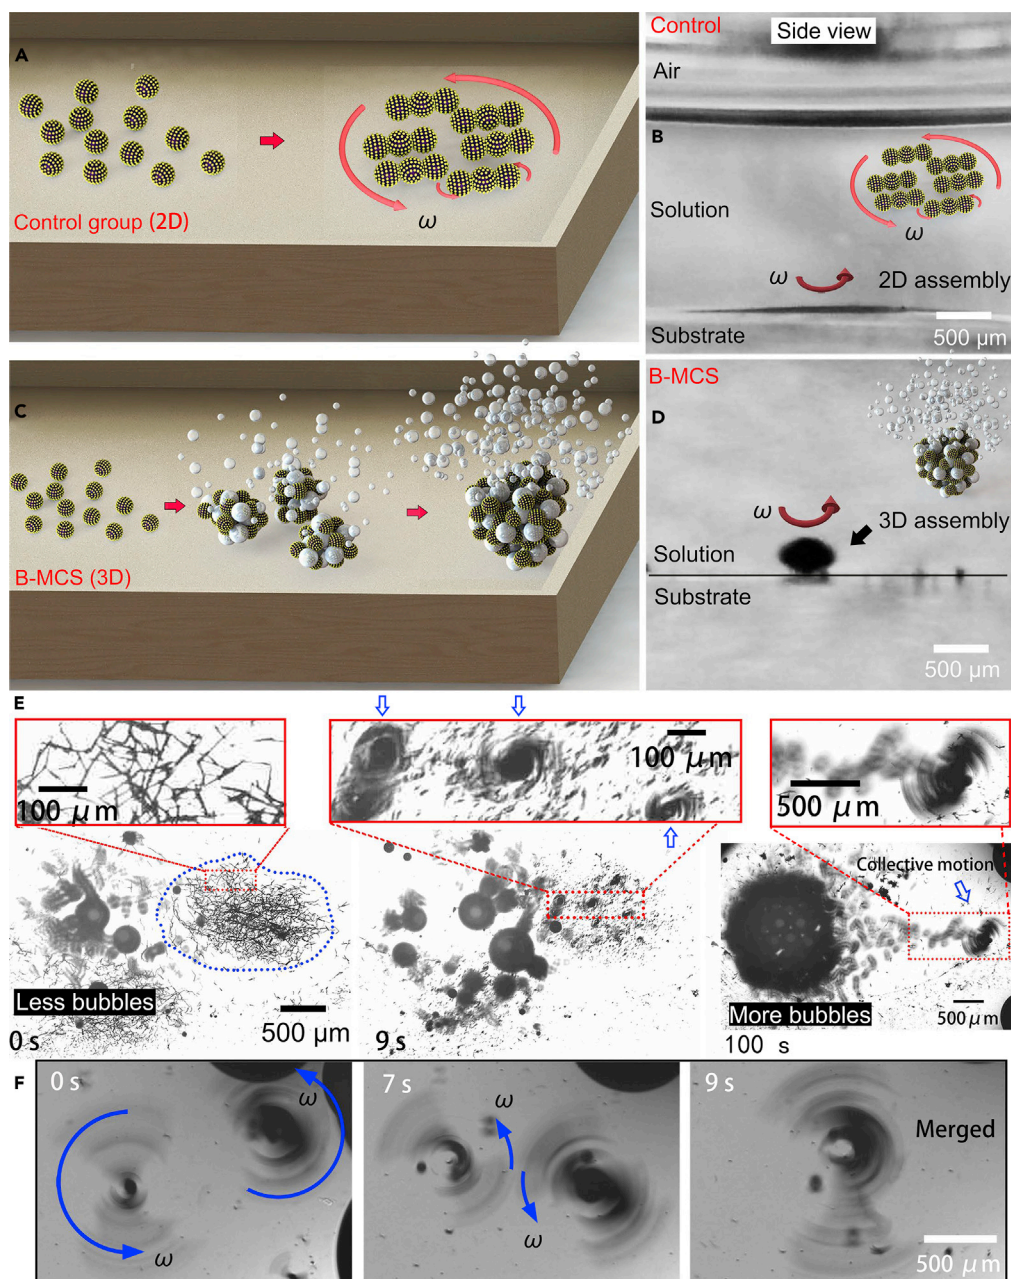 A
Control group (2D)
ω
Control
Side view
Air
B
Solution
ω
ω
2D assembly
Substrate
500 μm
C
B-MCS (3D)
B-MCS
D
ω
3D assembly
Solution
Substrate
500 μm
E
100 μm
100 μm
500 μm
Less bubbles
0 s
500 μm
9 s
Collective motion
More bubbles
500 μm
100 s
F
0 s
ω
ω
7 s
ω
ω
9 s
Merged
500 μm